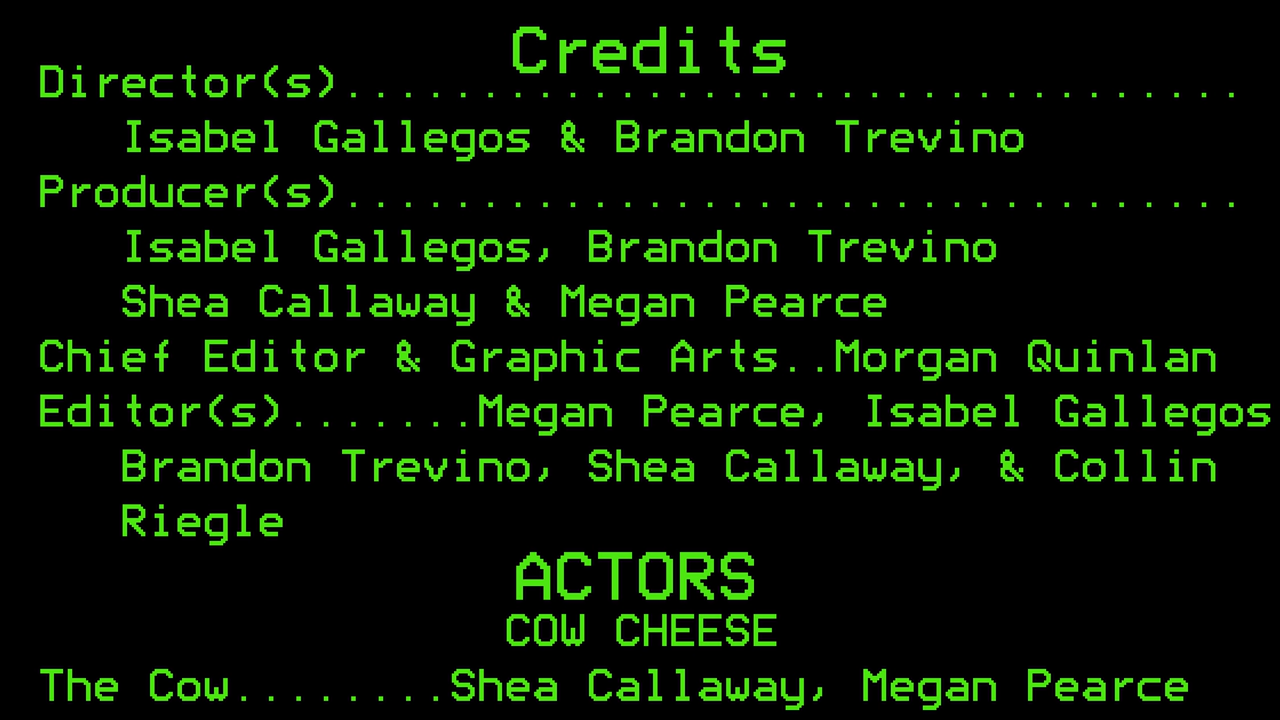 Credits
Director(s).................................
Isabel Gallegos & Brandon Trevino
Producer(s).................................
Isabel Gallegos, Brandon Trevino
Shea Callaway & Megan Pearce
Chief Editor & Graphic Arts..Morgan Quinlan
Editor(s).......Megan Pearce, Isabel Gallegos
Brandon Trevino, Shea Callaway, & Collin
Riegle
ACTORS
COW CHEESE
The Cow........Shea Callaway, Megan Pearce